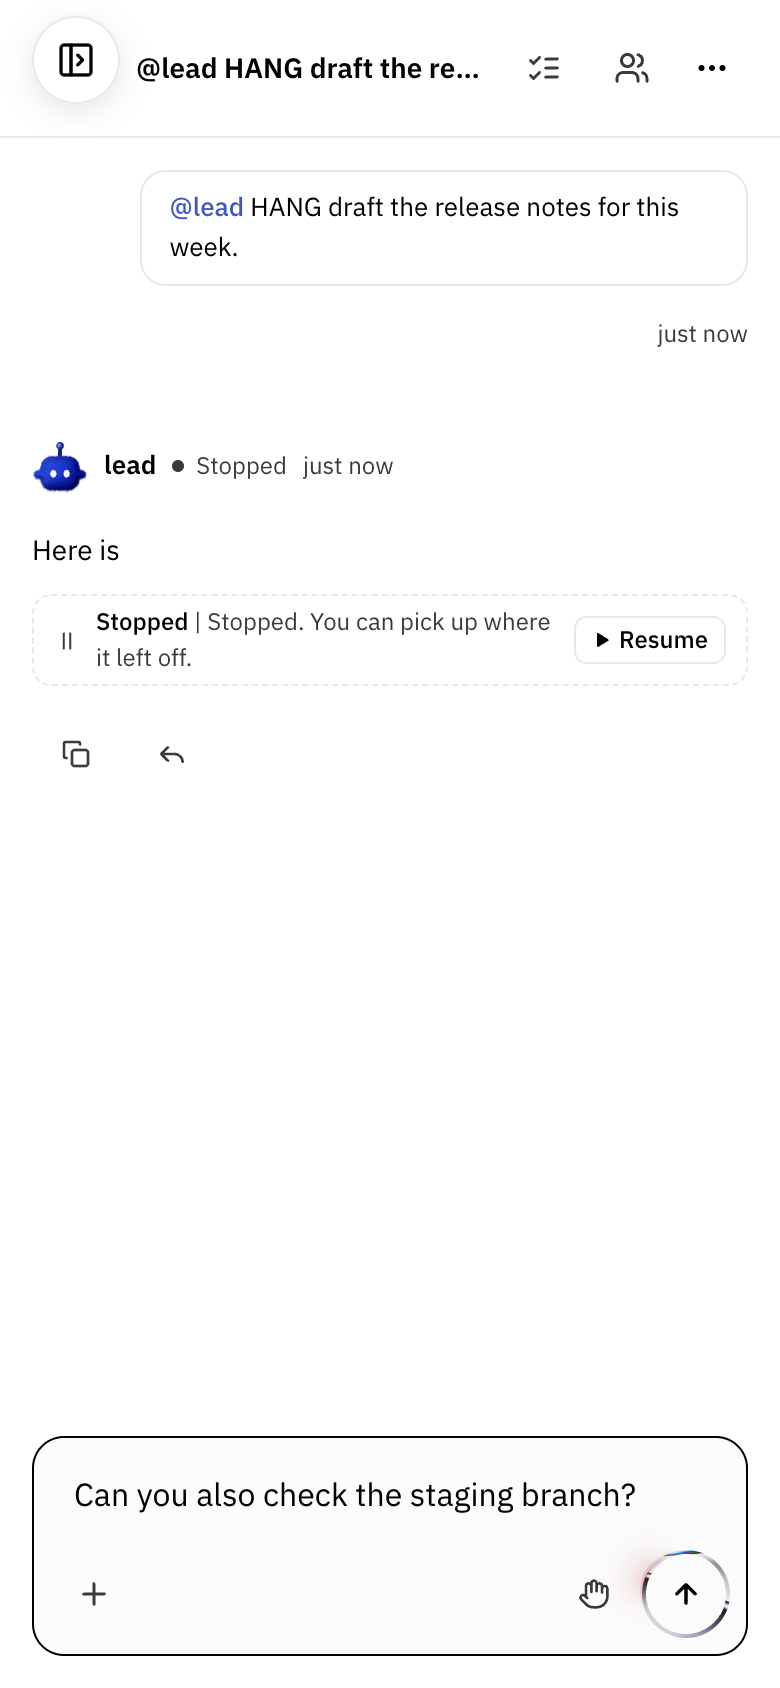 @lead HANG draft the re...
@lead HANG draft the release notes for this
week.
just now
lead ● Stopped just now
Here is
Stopped | Stopped. You can pick up where
it left off.
Resume
Can you also check the staging branch?